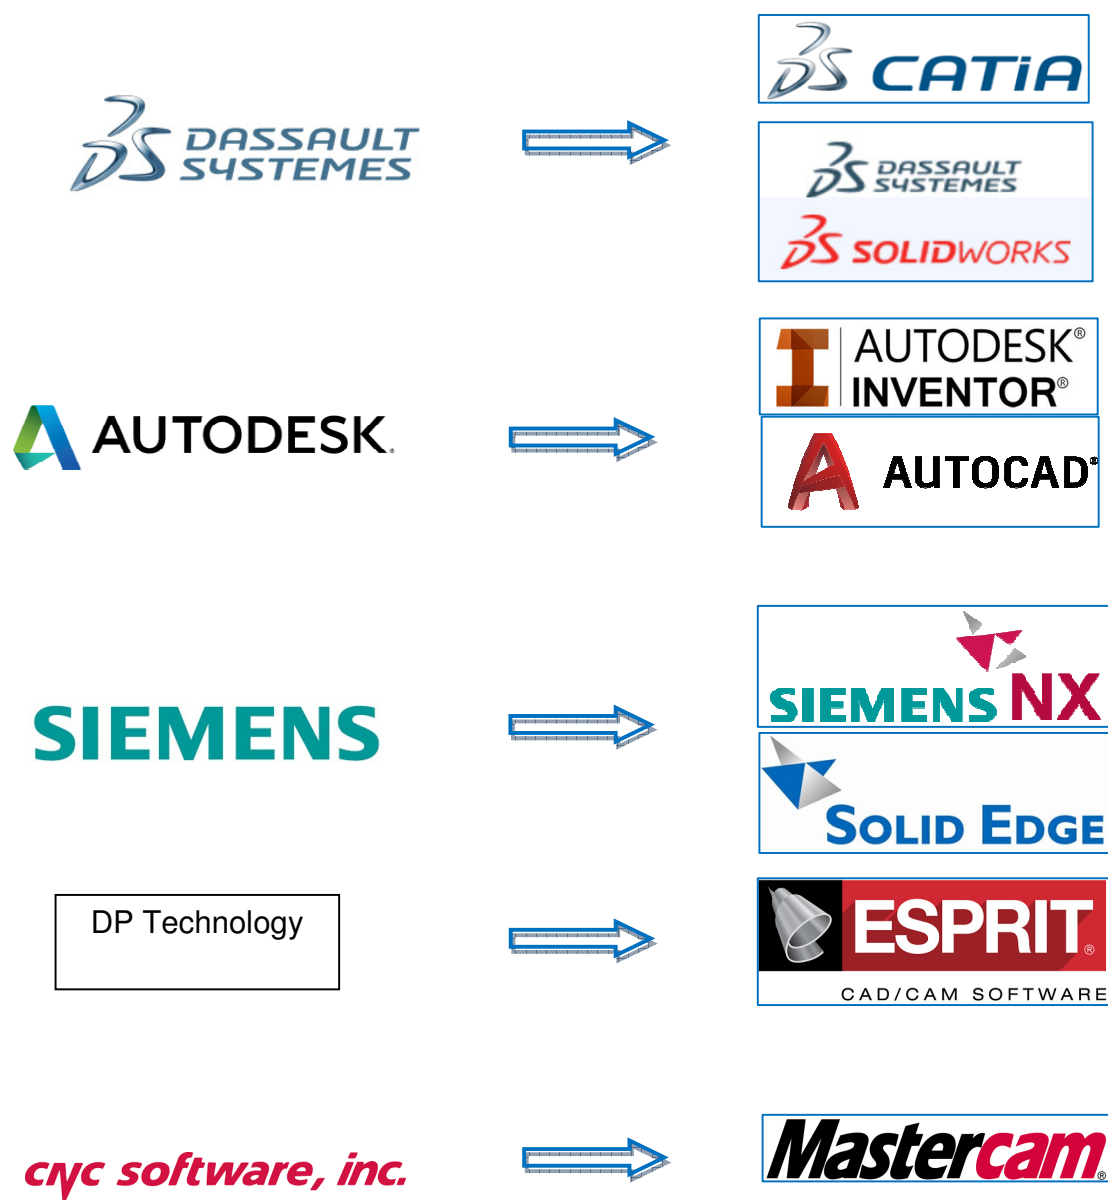 DASSAULT
SYSTEMES
CATiA
DASSAULT
SYSTEMES
SOLIDWORKS
AUTODESK®
INVENTOR®
AUTODESK®
AUTOCAD®
SIEMENS NX
SIEMENS
SOLID EDGE
DP Technology
ESPRIT®
CAD/CAM SOFTWARE
cnc software, inc.
Mastercam®